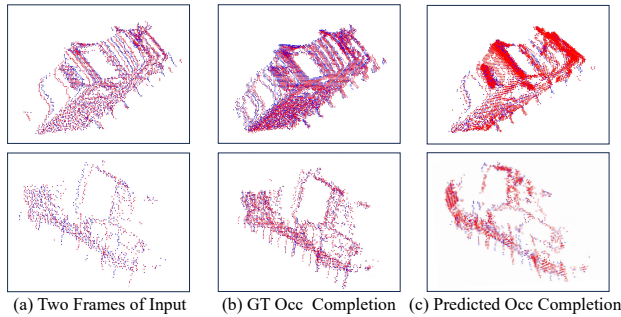 (a) Two Frames of Input
(b) GT Occ Completion
(c) Predicted Occ Completion